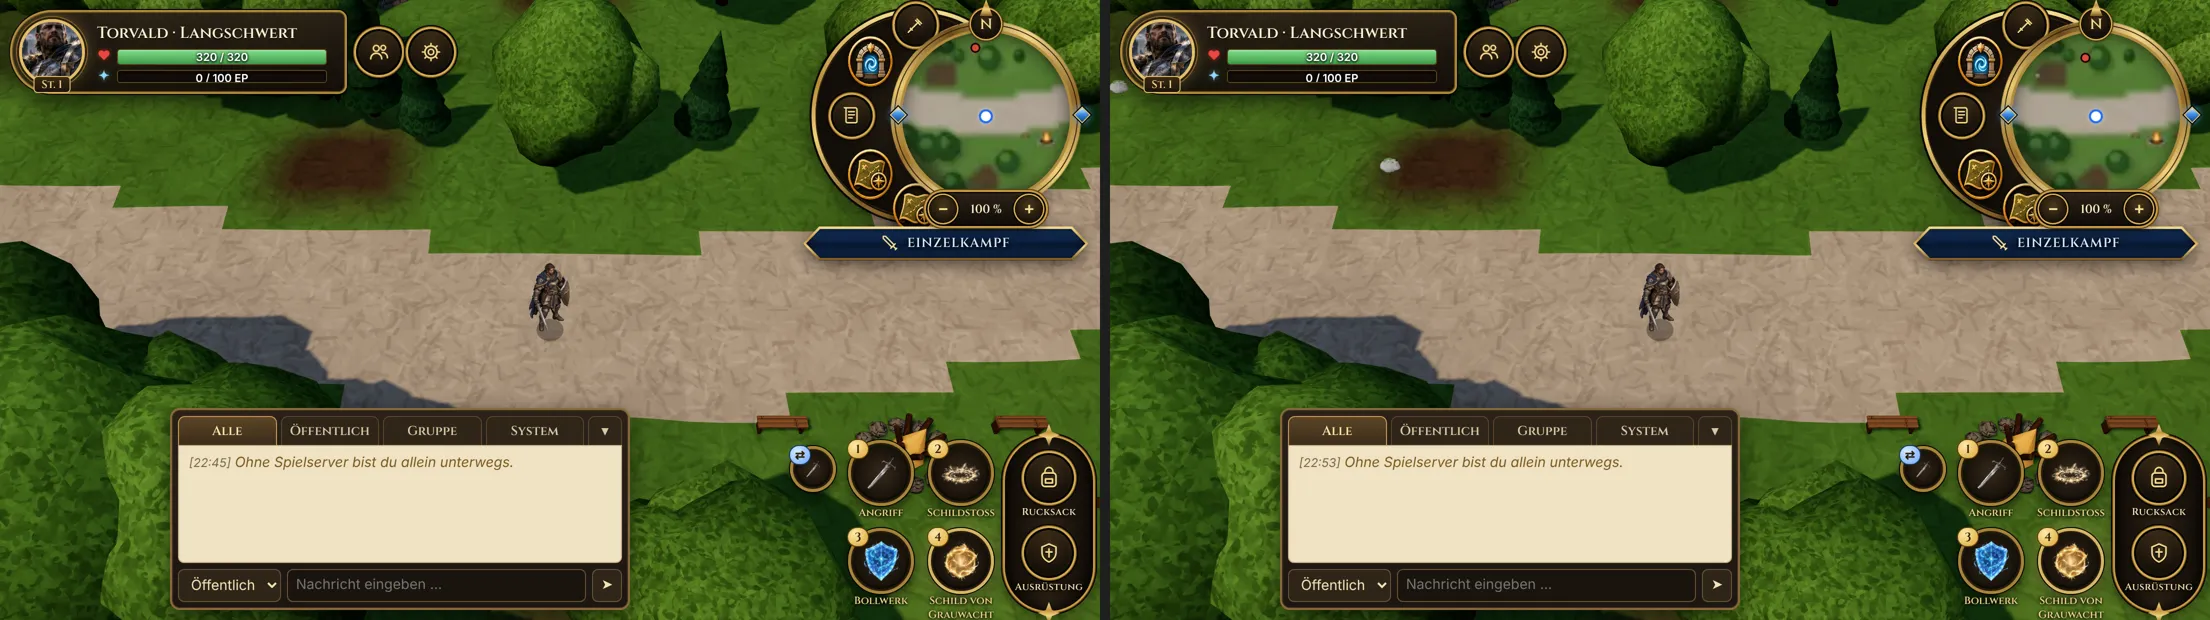 Torvald · Langschwert
320 / 320
0 / 100 EP
St. 1
N
100 %
Einzelkampf
Alle
Öffentlich
Gruppe
System
[22:45] Ohne Spielserver bist du allein unterwegs.
Öffentlich
Nachricht eingeben ...
1
2
Angriff
Schildstoss
3
4
Bollwerk
Schild von
Grauwacht
Rucksack
Ausrüstung
Torvald · Langschwert
320 / 320
0 / 100 EP
St. 1
N
100 %
Einzelkampf
Alle
Öffentlich
Gruppe
System
[22:53] Ohne Spielserver bist du allein unterwegs.
Öffentlich
Nachricht eingeben ...
1
2
Angriff
Schildstoss
3
4
Bollwerk
Schild von
Grauwacht
Rucksack
Ausrüstung